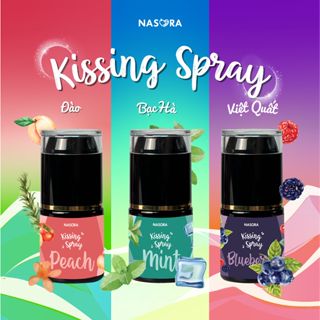 NASORA
Kissing Spray
Đào
Bạc Hà
Việt Quất
NASORA
Kissing
Spray
Peach
NASORA
Kissing
Spray
Mint
NASORA
Kissing
Spray